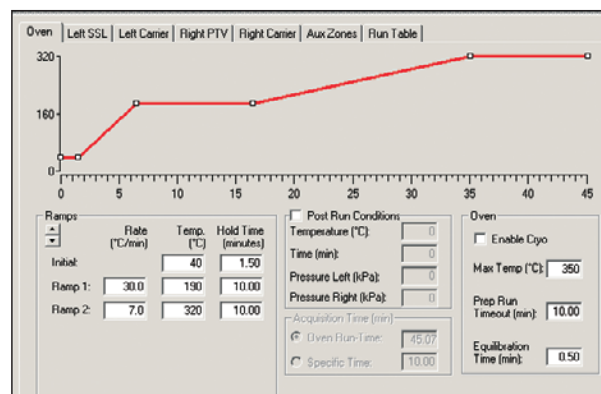 Oven Left SSL Left Carrier Right PTV Right Carrier Aux Zones Run Table
320
160
0
0 5 10 15 20 25 30 35 40 45
Ramps
Rate (°C/min) Temp. (°C) Hold Time (minutes)
Initial: 40 1.50
Ramp 1: 30.0 190 10.00
Ramp 2: 7.0 320 10.00
Post Run Conditions
Temperature (°C): 0
Time (min): 0
Pressure Left (kPa): 0
Pressure Right (kPa): 0
Acquisition Time (min)
Oven Run-Time: 45.07
Specific Time: 10.00
Oven
Enable Cryo
Max Temp (°C): 350
Prep Run
Timeout (min): 10.00
Equilibration
Time (min): 0.50